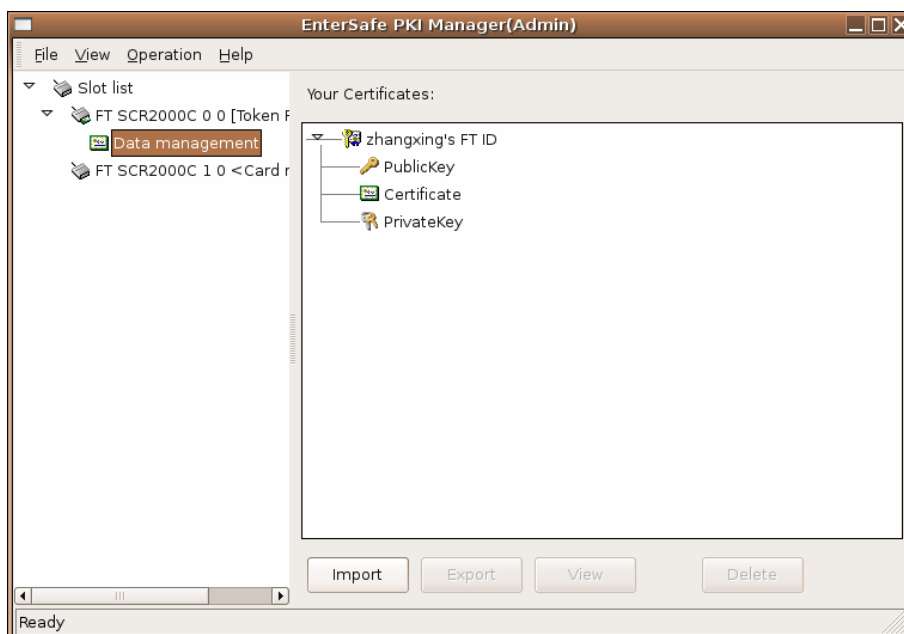 EnterSafe PKI Manager(Admin)
File View Operation Help
Slot list
FT SCR2000C 0 0 [Token
Data management
FT SCR2000C 1 0 <Card
Your Certificates:
zhangxing's FT ID
PublicKey
Certificate
PrivateKey
Import Export View Delete
Ready